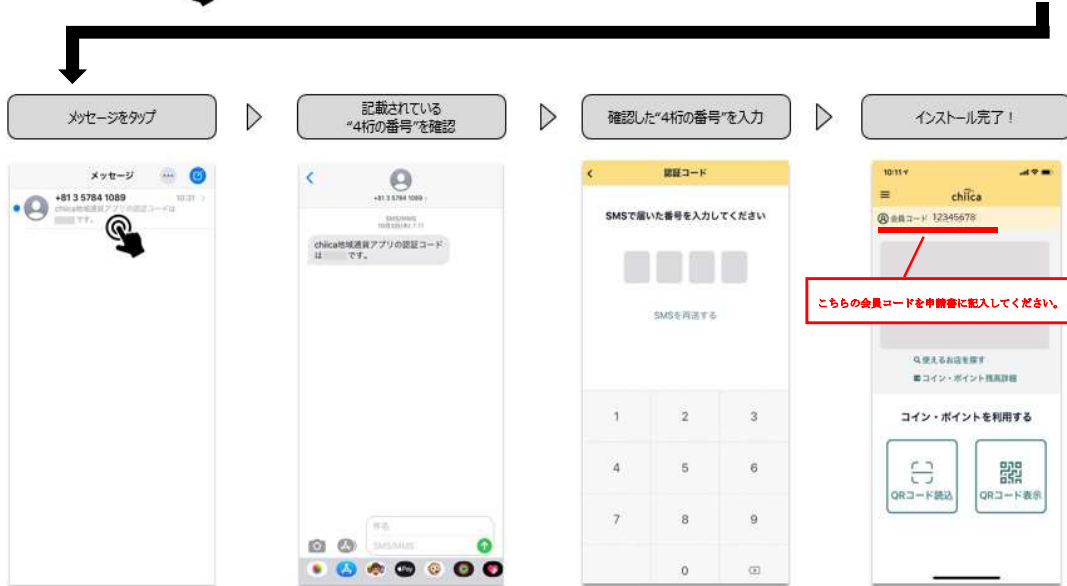 メッセージをタップ
記載されている
“4桁の番号”を確認
確認した“4桁の番号”を入力
インストール完了！
メッセージ
+81 3 5784 1089
10:31
chiica地域通貨アプリの認証コードは
です。
+81 3 5784 1089
SMS/MMS
chiica地域通貨アプリの認証コード
は です。
件名
SMS/MMS
Pay
認証コード
SMSで届いた番号を入力してください
SMSを再送する
1 2 3
4 5 6
7 8 9
0
10:11
chiica
会員コード 12345678
こちらの会員コードを申請書に記入してください。
使えるお店を探す
コイン・ポイント残高詳細
コイン・ポイントを利用する
QRコード読込
QRコード表示